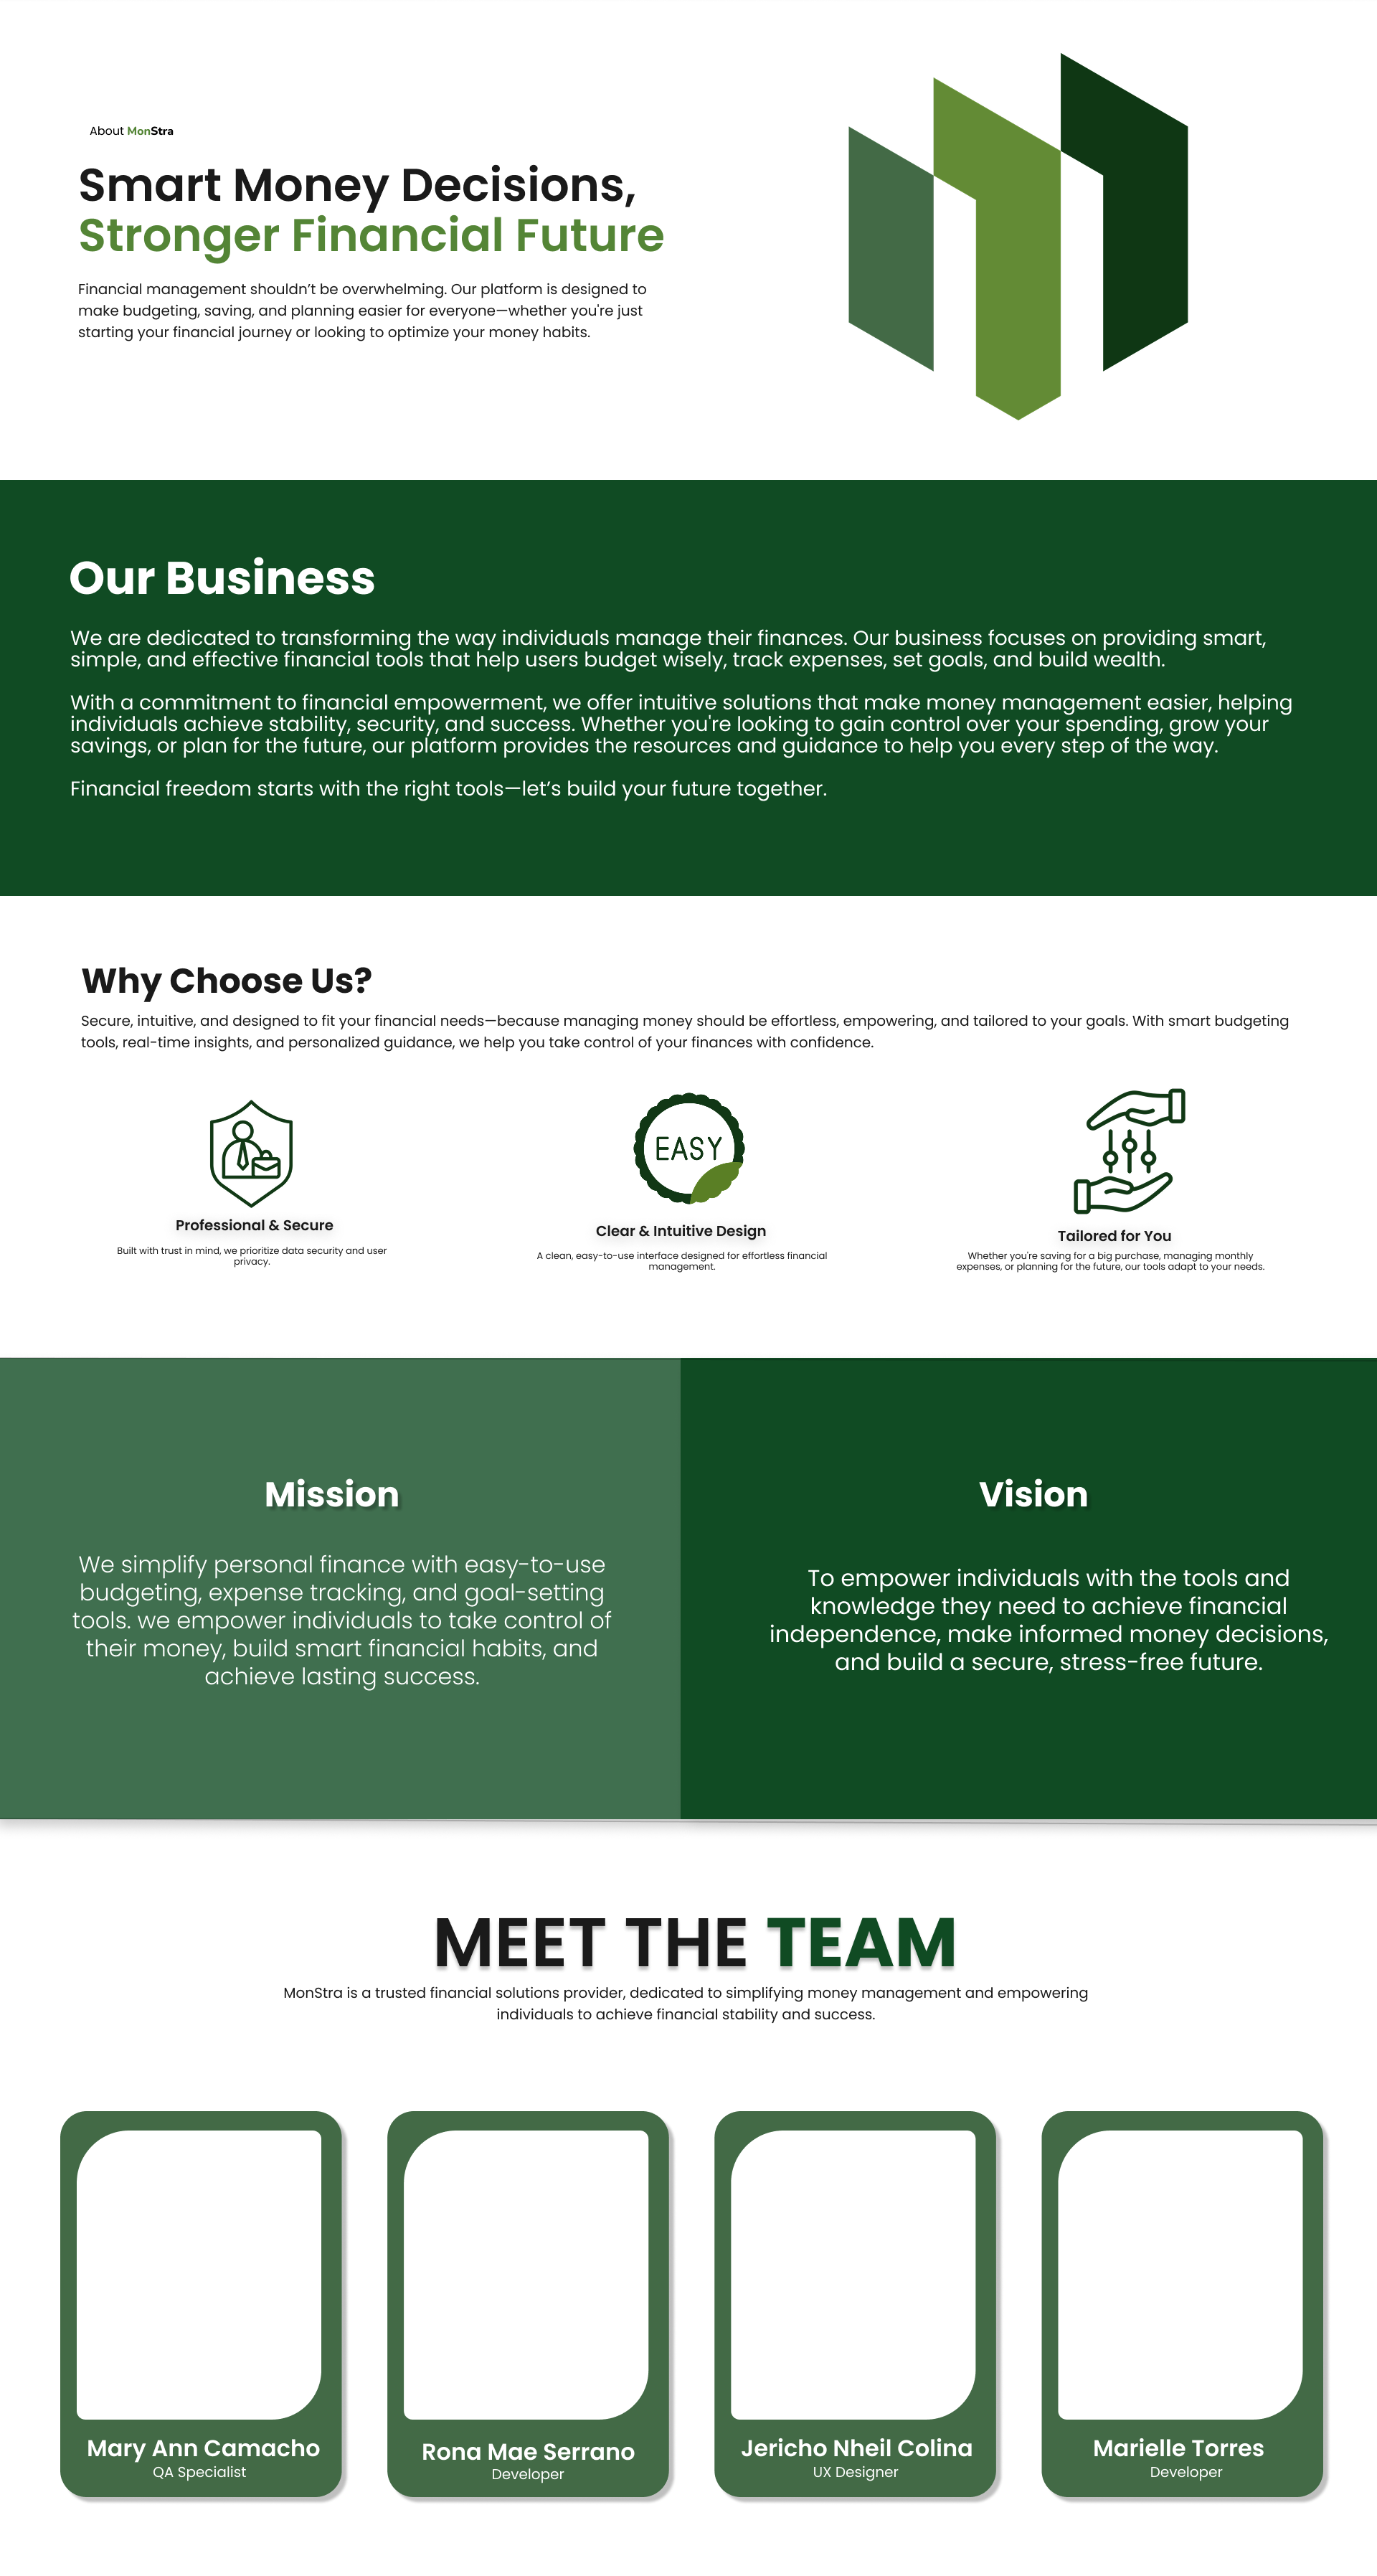 About MonStra
Smart Money Decisions,
Stronger Financial Future
Financial management shouldn’t be overwhelming. Our platform is designed to
make budgeting, saving, and planning easier for everyone—whether you're just
starting your financial journey or looking to optimize your money habits.
Our Business
We are dedicated to transforming the way individuals manage their finances. Our business focuses on providing smart,
simple, and effective financial tools that help users budget wisely, track expenses, set goals, and build wealth.
With a commitment to financial empowerment, we offer intuitive solutions that make money management easier, helping
individuals achieve stability, security, and success. Whether you're looking to gain control over your spending, grow your
savings, or plan for the future, our platform provides the resources and guidance to help you every step of the way.
Financial freedom starts with the right tools—let’s build your future together.
Why Choose Us?
Secure, intuitive, and designed to fit your financial needs—because managing money should be effortless, empowering, and tailored to your goals. With smart budgeting
tools, real-time insights, and personalized guidance, we help you take control of your finances with confidence.
Professional & Secure
Built with trust in mind, we prioritize data security and user
privacy.
EASY
Clear & Intuitive Design
A clean, easy-to-use interface designed for effortless financial
management.
Tailored for You
Whether you're saving for a big purchase, managing monthly
expenses, or planning for the future, our tools adapt to your needs.
Mission
We simplify personal finance with easy-to-use
budgeting, expense tracking, and goal-setting
tools. we empower individuals to take control of
their money, build smart financial habits, and
achieve lasting success.
Vision
To empower individuals with the tools and
knowledge they need to achieve financial
independence, make informed money decisions,
and build a secure, stress-free future.
MEET THE TEAM
MonStra is a trusted financial solutions provider, dedicated to simplifying money management and empowering
individuals to achieve financial stability and success.
Mary Ann Camacho
QA Specialist
Rona Mae Serrano
Developer
Jericho Nheil Colina
UX Designer
Marielle Torres
Developer